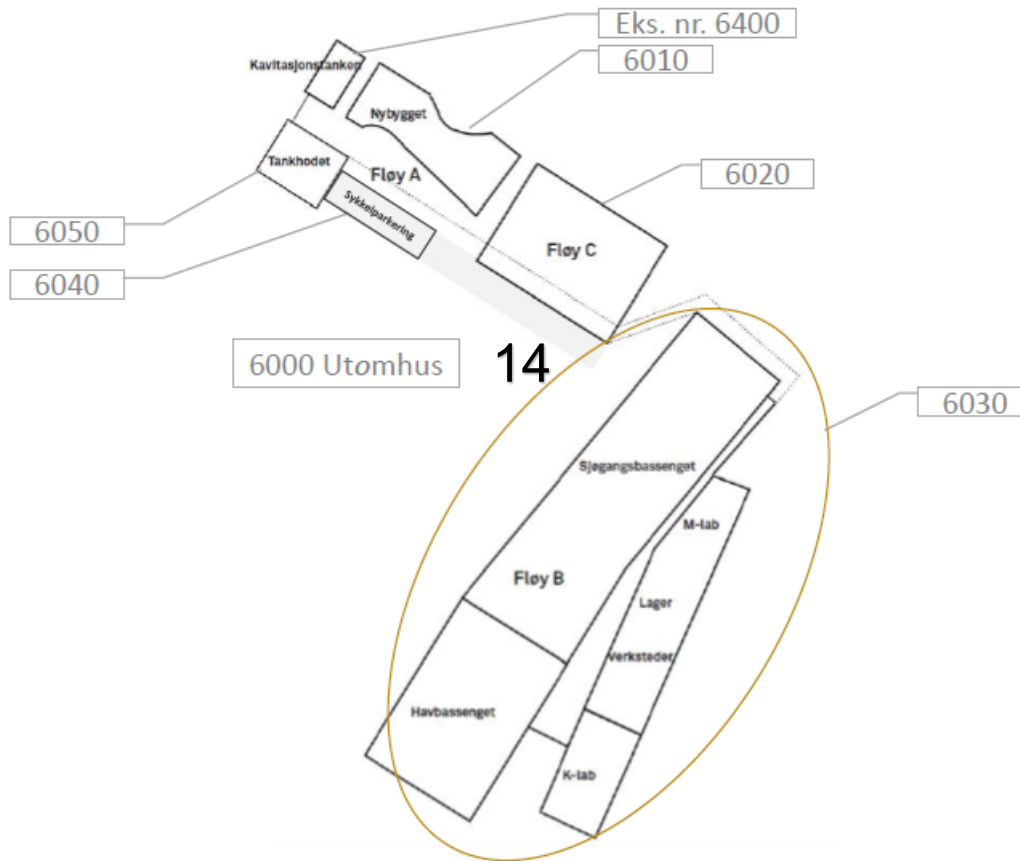 Eks. nr. 6400
6010
Kavitasjonstanken
Nybygget
Tankhodet
Fløy A
6020
Sykkelparkering
6050
Fløy C
6040
6000 Utomhus
14
6030
Sjøgangsbassenget
M-lab
Fløy B
Lager
Verksteder
Havbassenget
K-lab